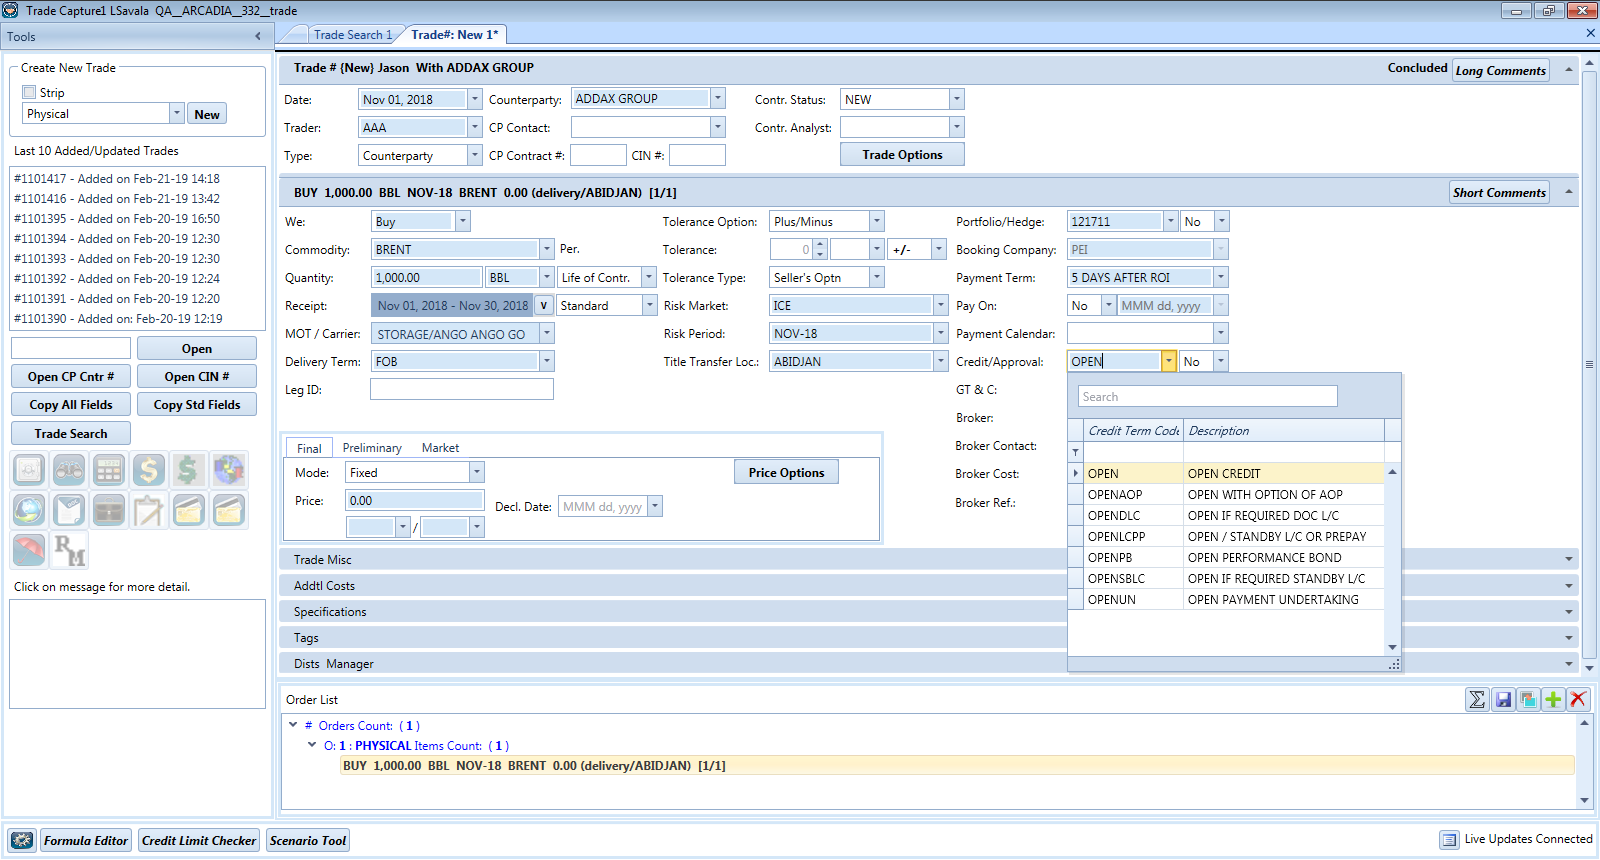 Trade Capture1 LSavala  QA__ARCADIA__332__trade
Tools
Trade Search 1
Trade#: New 1*
Create New Trade
Strip
Physical
New
Last 10 Added/Updated Trades
#1101417 - Added on Feb-21-19 14:18
#1101416 - Added on Feb-21-19 13:42
#1101395 - Added on Feb-20-19 16:50
#1101394 - Added on Feb-20-19 12:30
#1101393 - Added on Feb-20-19 12:30
#1101392 - Added on Feb-20-19 12:24
#1101391 - Added on Feb-20-19 12:20
#1101390 - Added on: Feb-20-19 12:19
Open
Open CP Cntr #
Open CIN #
Copy All Fields
Copy Std Fields
Trade Search
RM
Click on message for more detail.
Trade # {New} Jason  With ADDAX GROUP
Concluded
Long Comments
Date: Nov 01, 2018 Counterparty: ADDAX GROUP Contr. Status: NEW
Trader: AAA CP Contact: Contr. Analyst:
Type: Counterparty CP Contract #: CIN #: Trade Options
BUY  1,000.00  BBL  NOV-18  BRENT  0.00 (delivery/ABIDJAN)  [1/1]
Short Comments
We: Buy Tolerance Option: Plus/Minus Portfolio/Hedge: 121711 No
Commodity: BRENT Per. Tolerance: 0 +/- Booking Company: PEI
Quantity: 1,000.00 BBL Life of Contr. Tolerance Type: Seller's Optn Payment Term: 5 DAYS AFTER ROI
Receipt: Nov 01, 2018 - Nov 30, 2018 v Standard Risk Market: ICE Pay On: No MMM dd, yyyy
MOT / Carrier: STORAGE/ANGO ANGO GO Risk Period: NOV-18 Payment Calendar:
Delivery Term: FOB Title Transfer Loc.: ABIDJAN Credit/Approval: OPEN No
Leg ID: GT & C:
Broker:
Broker Contact:
Broker Cost:
Broker Ref.:
Search
Credit Term Code Description
OPEN OPEN CREDIT
OPENAOP OPEN WITH OPTION OF AOP
OPENDLC OPEN IF REQUIRED DOC L/C
OPENLCPP OPEN / STANDBY L/C OR PREPAY
OPENPB OPEN PERFORMANCE BOND
OPENSBLC OPEN IF REQUIRED STANDBY L/C
OPENUN OPEN PAYMENT UNDERTAKING
Final Preliminary Market
Mode: Fixed Price Options
Price: 0.00 Decl. Date: MMM dd, yyyy
/
Trade Misc
Addtl Costs
Specifications
Tags
Dists  Manager
Order List
# Orders Count: ( 1 )
O: 1 : PHYSICAL Items Count: ( 1 )
BUY  1,000.00  BBL  NOV-18  BRENT  0.00 (delivery/ABIDJAN)  [1/1]
Formula Editor
Credit Limit Checker
Scenario Tool
Live Updates Connected